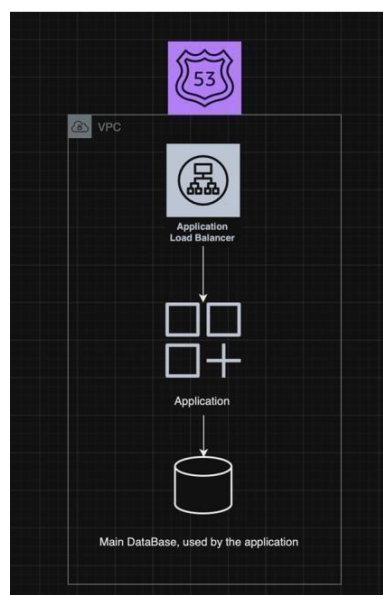 53
VPC
Application
Load Balancer
Application
Main DataBase, used by the application